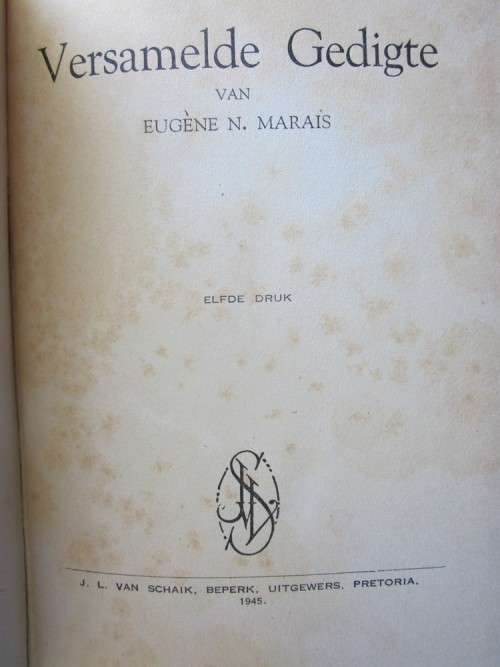 Versamelde Gedigte
VAN
EUGÈNE N. MARAIS
ELFDE DRUK
J. L. VAN SCHAIK, BEPERK, UITGEWERS, PRETORIA.
1945.